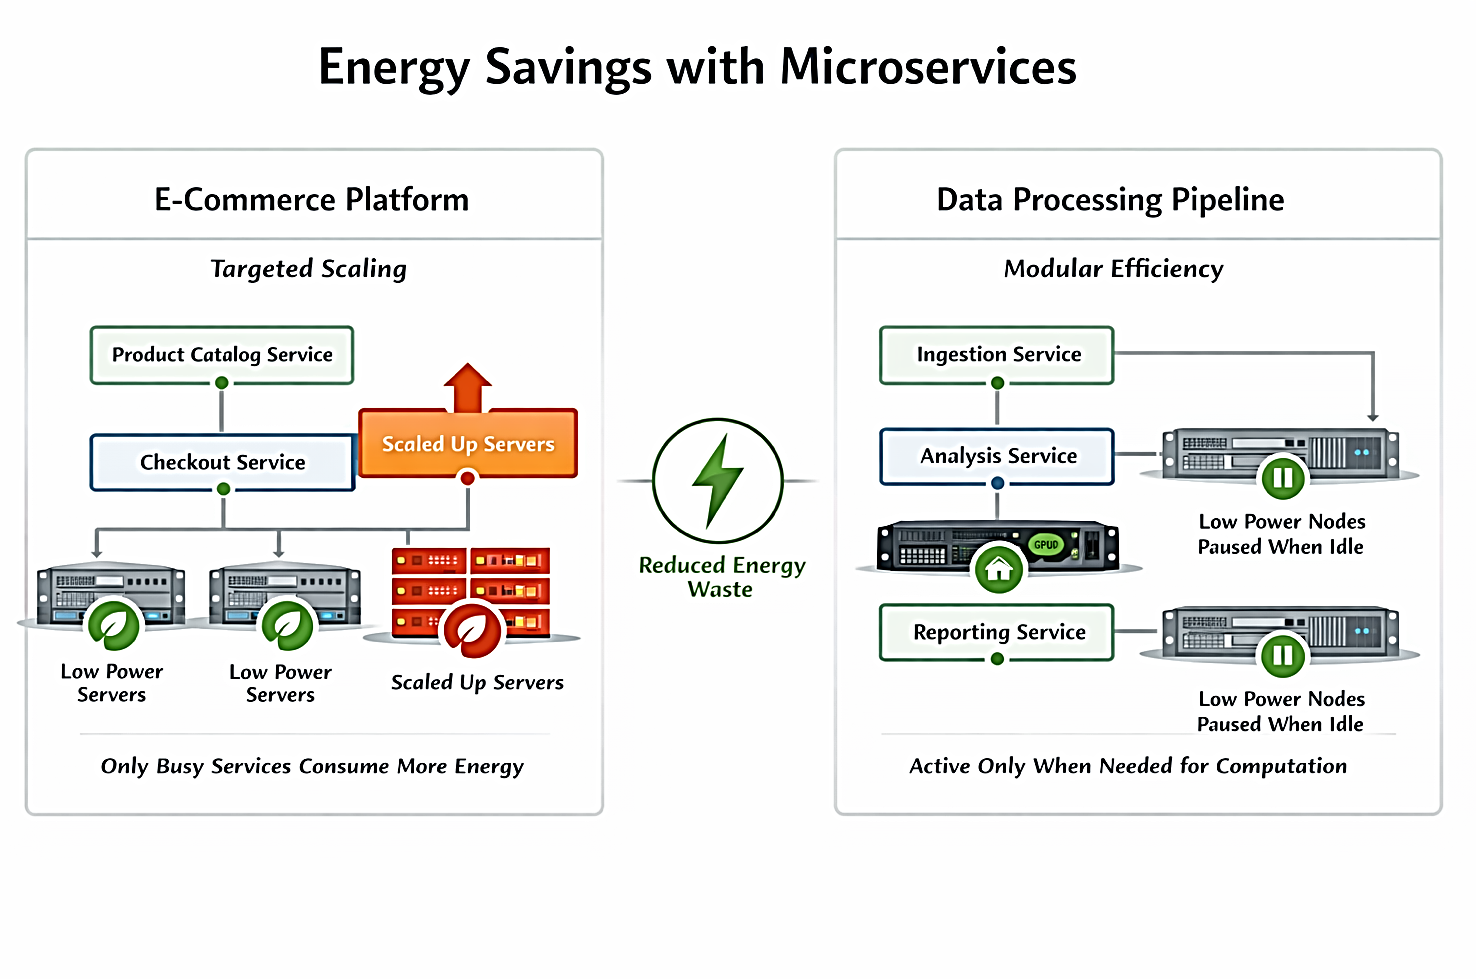 Energy Savings with Microservices
E-Commerce Platform
Targeted Scaling
Product Catalog Service
Checkout Service
Scaled Up Servers
Low Power
Servers
Low Power
Servers
Scaled Up Servers
Only Busy Services Consume More Energy
Reduced Energy
Waste
Data Processing Pipeline
Modular Efficiency
Ingestion Service
Analysis Service
GPUD
Low Power Nodes
Paused When Idle
Reporting Service
Low Power Nodes
Paused When Idle
Active Only When Needed for Computation